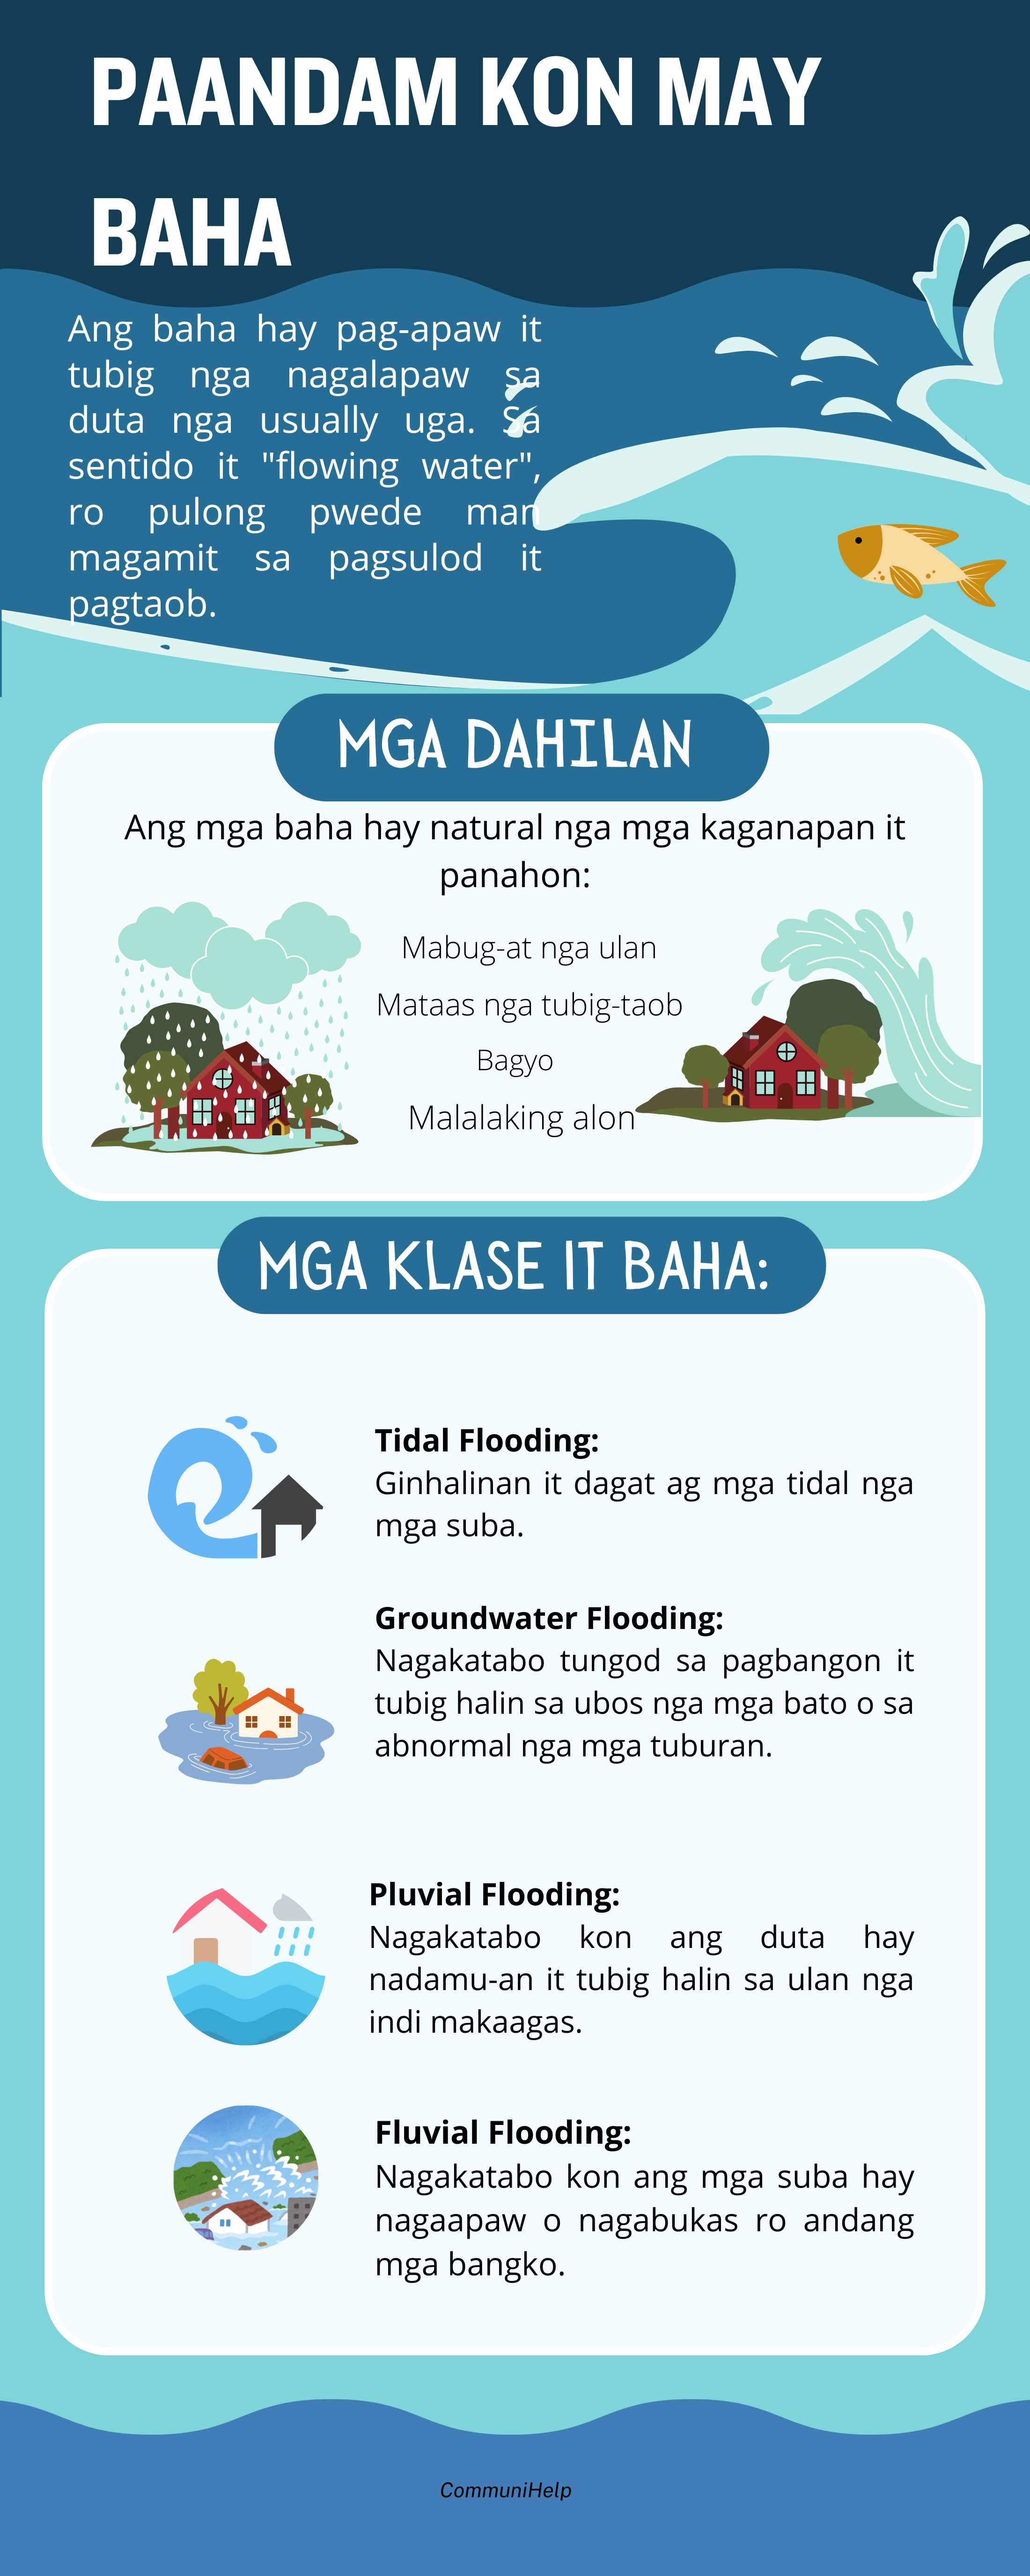 PAANDAM KON MAY
BAHA
Ang baha hay pag-apaw it
tubig nga nagalapaw sa
duta nga usually uga. Sa
sentido it "flowing water",
ro pulong pwede man
magamit sa pagsulod it
pagtaob.
MGA DAHILAN
Ang mga baha hay natural nga mga kaganapan it
panahon:
Mabug-at nga ulan
Mataas nga tubig-taob
Bagyo
Malalaking alon
MGA KLASE IT BAHA:
Tidal Flooding:
Ginhalinan it dagat ag mga tidal nga
mga suba.
Groundwater Flooding:
Nagakatabo tungod sa pagbangon it
tubig halin sa ubos nga mga bato o sa
abnormal nga mga tuburan.
Pluvial Flooding:
Nagakatabo kon ang duta hay
nadamu-an it tubig halin sa ulan nga
indi makaagas.
Fluvial Flooding:
Nagakatabo kon ang mga suba hay
nagaapaw o nagabukas ro andang
mga bangko.
CommuniHelp